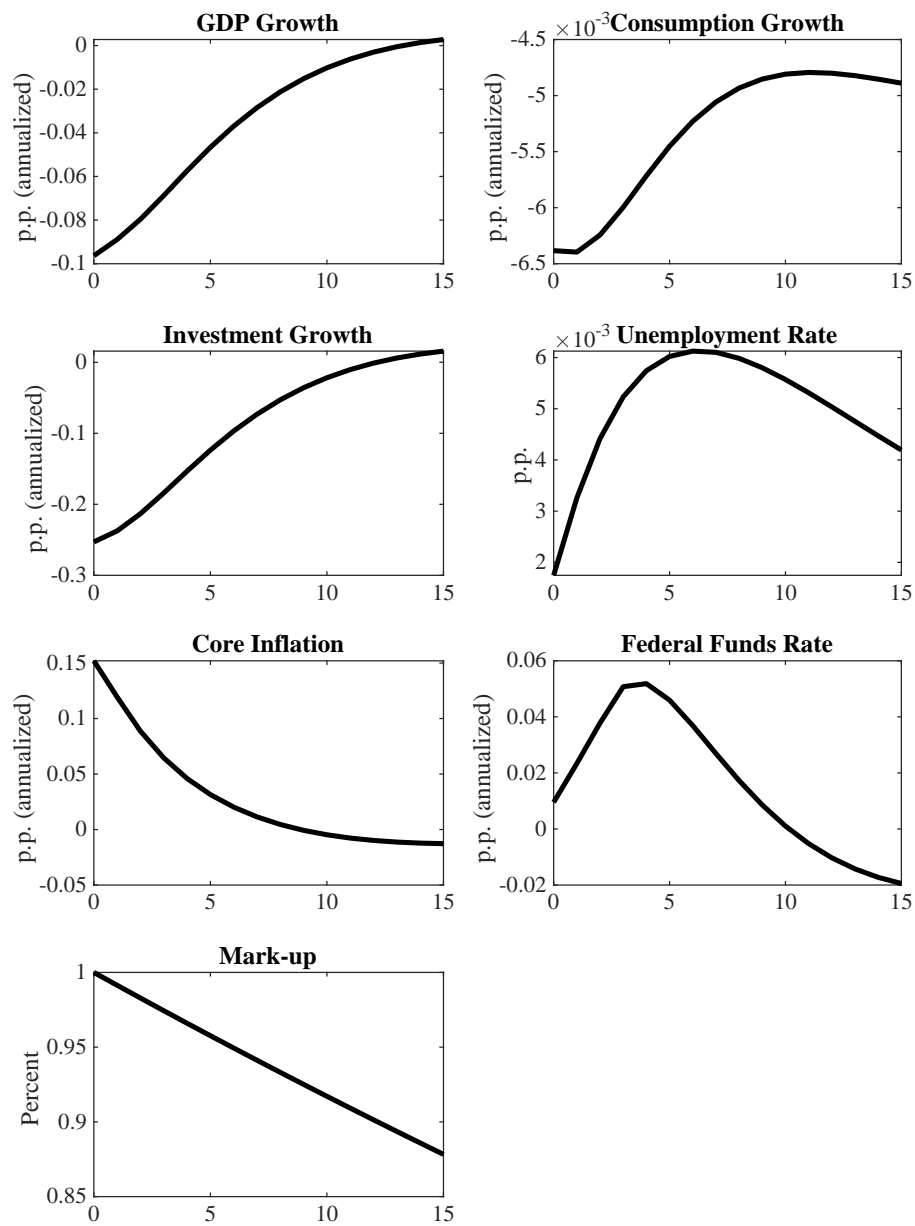 GDP Growth
p.p. (annualized)
0
-0.02
-0.04
-0.06
-0.08
-0.1
0 5 10 15
×10⁻³ Consumption Growth
p.p. (annualized)
-4.5
-5
-5.5
-6
-6.5
0 5 10 15
Investment Growth
p.p. (annualized)
0
-0.1
-0.2
-0.3
0 5 10 15
×10⁻³ Unemployment Rate
p.p.
6
5
4
3
2
0 5 10 15
Core Inflation
p.p. (annualized)
0.15
0.1
0.05
0
-0.05
0 5 10 15
Federal Funds Rate
p.p. (annualized)
0.06
0.04
0.02
0
-0.02
0 5 10 15
Mark-up
Percent
1
0.95
0.9
0.85
0 5 10 15